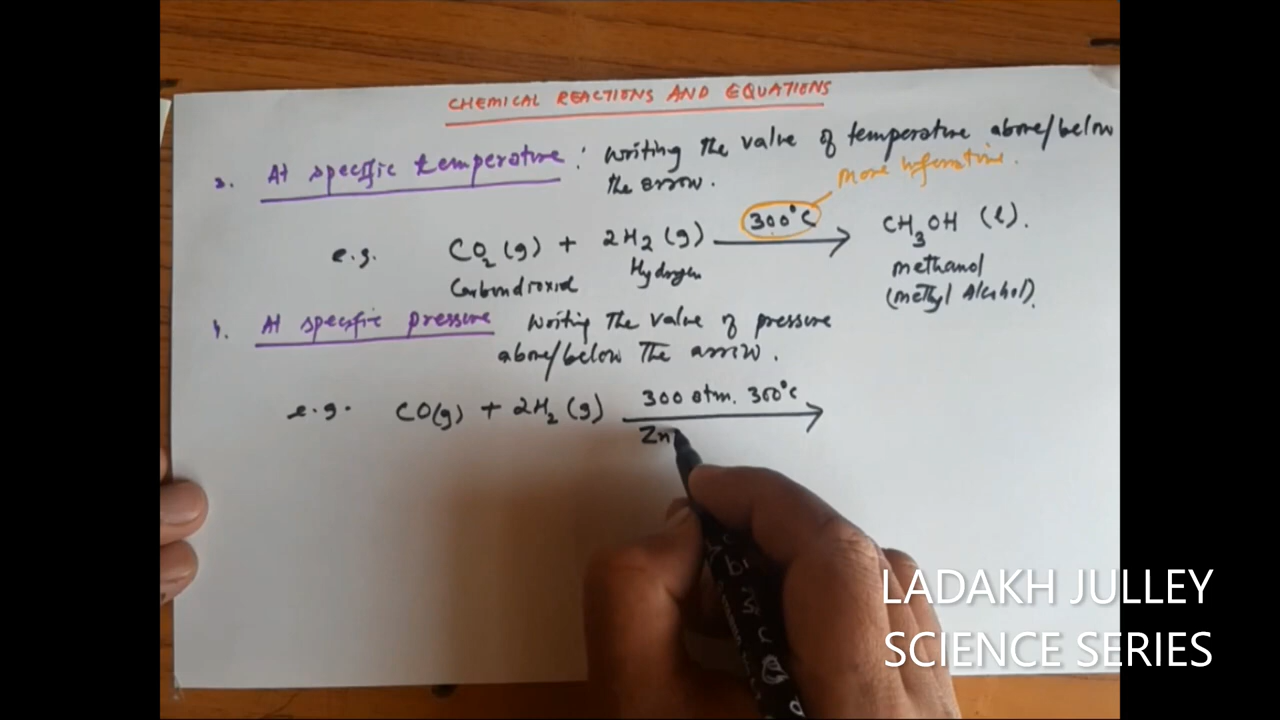 CHEMICAL REACTIONS AND EQUATIONS
3. At specific temperature : Writing the value of temperature above/below
the arrow. More informative.
300°C
e.g. CO₂ (g) + 2H₂ (g) ⟶ CH₃OH (l).
Carbondioxid Hydrogen methanol
(methyl Alcohol).
4. At specific pressure Writing the value of pressure
above/below The arrow.
300 atm. 300°C
e.g. CO(g) + 2H₂ (g) ⟶
Zn
LADAKH JULLEY
SCIENCE SERIES